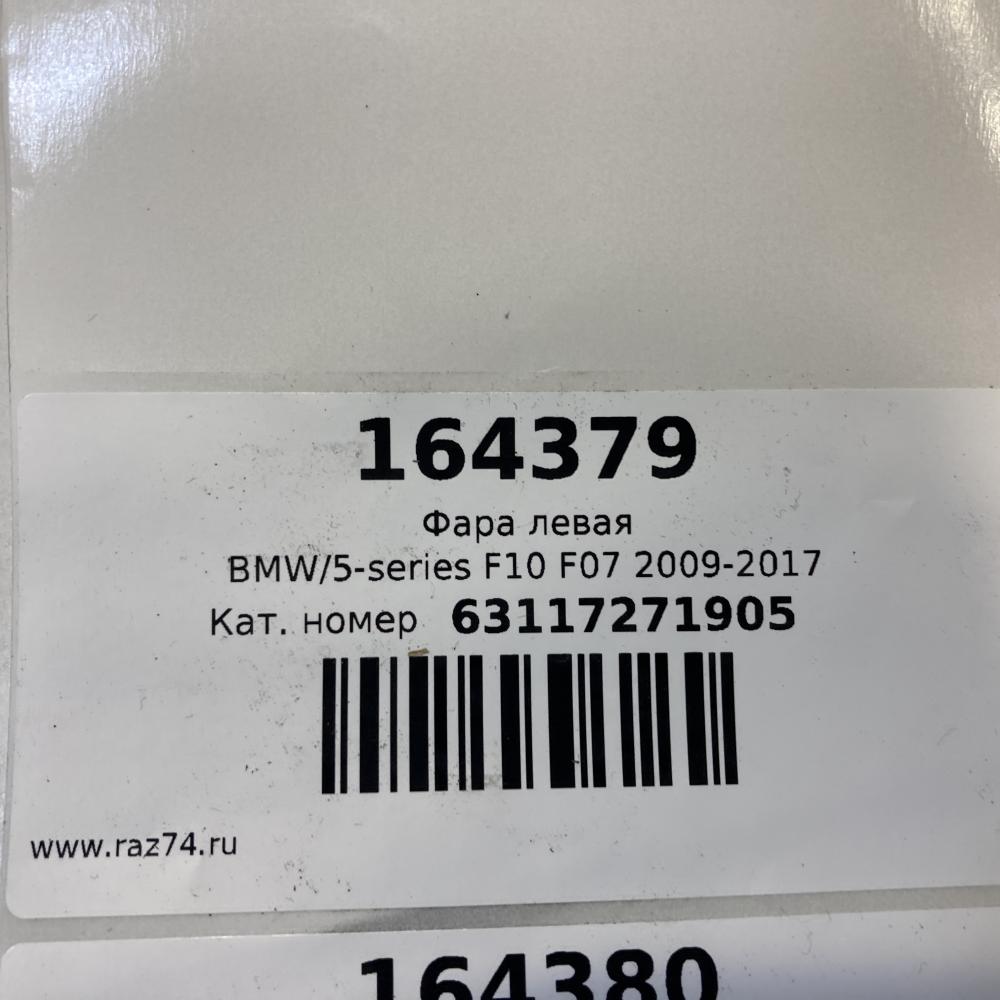 164379
Фара левая
BMW/5-series F10 F07 2009-2017
Кат. номер 63117271905
www.raz74.ru
164380